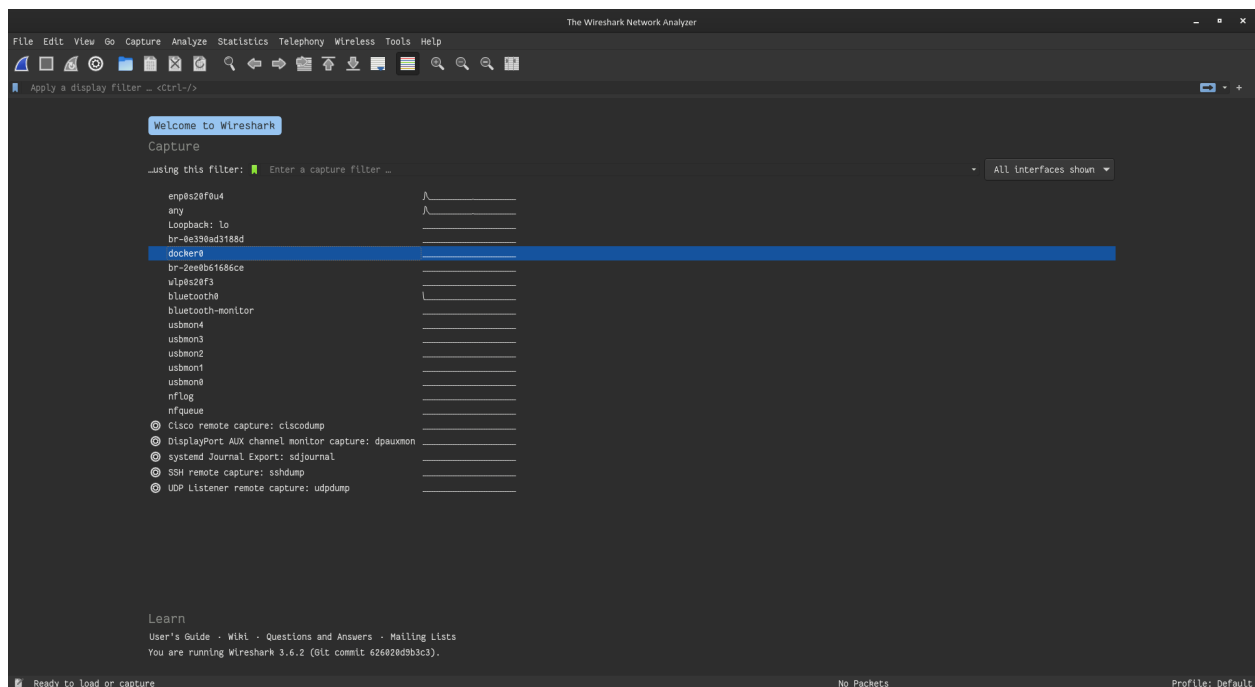 The Wireshark Network Analyzer
File Edit View Go Capture Analyze Statistics Telephony Wireless Tools Help
Apply a display filter … <Ctrl-/>
Welcome to Wireshark
Capture
…using this filter: Enter a capture filter … All interfaces shown
enp0s20f0u4
any
Loopback: lo
br-0e390ad3188d
docker0
br-2ee0b61686ce
wlp0s20f3
bluetooth0
bluetooth-monitor
usbmon4
usbmon3
usbmon2
usbmon1
usbmon0
nflog
nfqueue
Cisco remote capture: ciscodump
DisplayPort AUX channel monitor capture: dpauxmon
systemd Journal Export: sdjournal
SSH remote capture: sshdump
UDP Listener remote capture: udpdump
Learn
User's Guide · Wiki · Questions and Answers · Mailing Lists
You are running Wireshark 3.6.2 (Git commit 626020d9b3c3).
Ready to load or capture No Packets Profile: Default